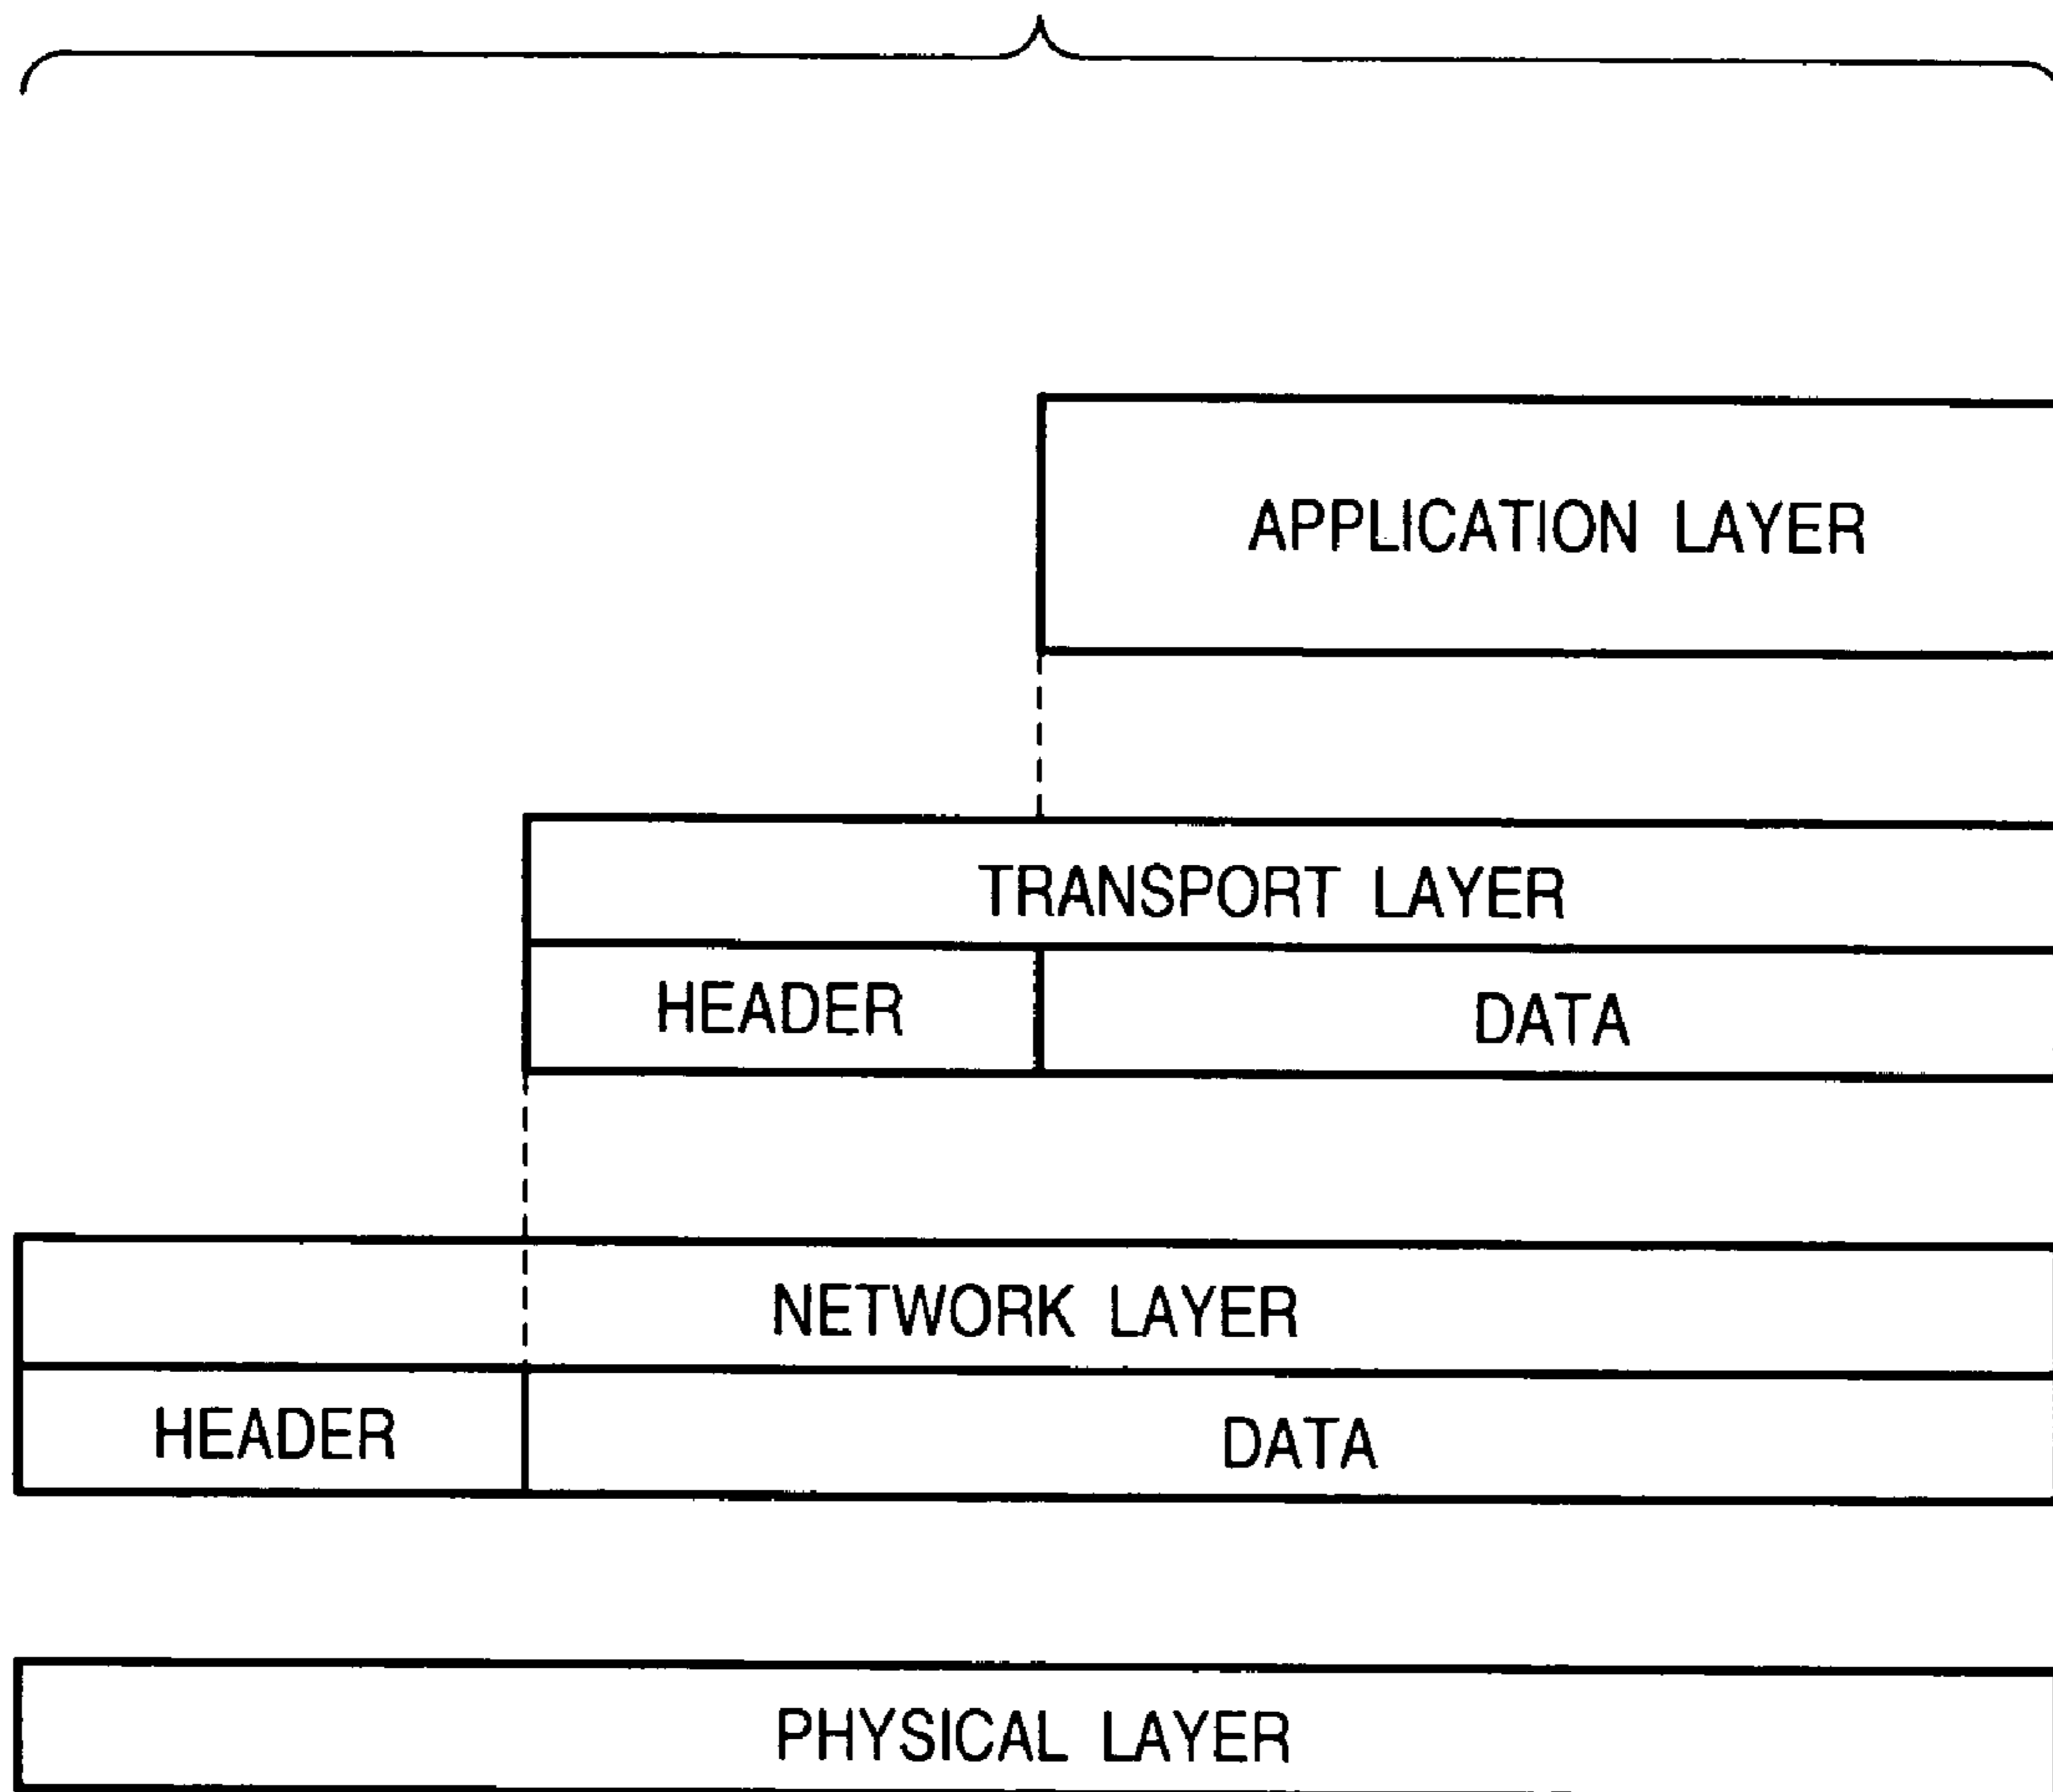 APPLICATION LAYER
TRANSPORT LAYER
HEADER
DATA
NETWORK LAYER
HEADER
DATA
PHYSICAL LAYER